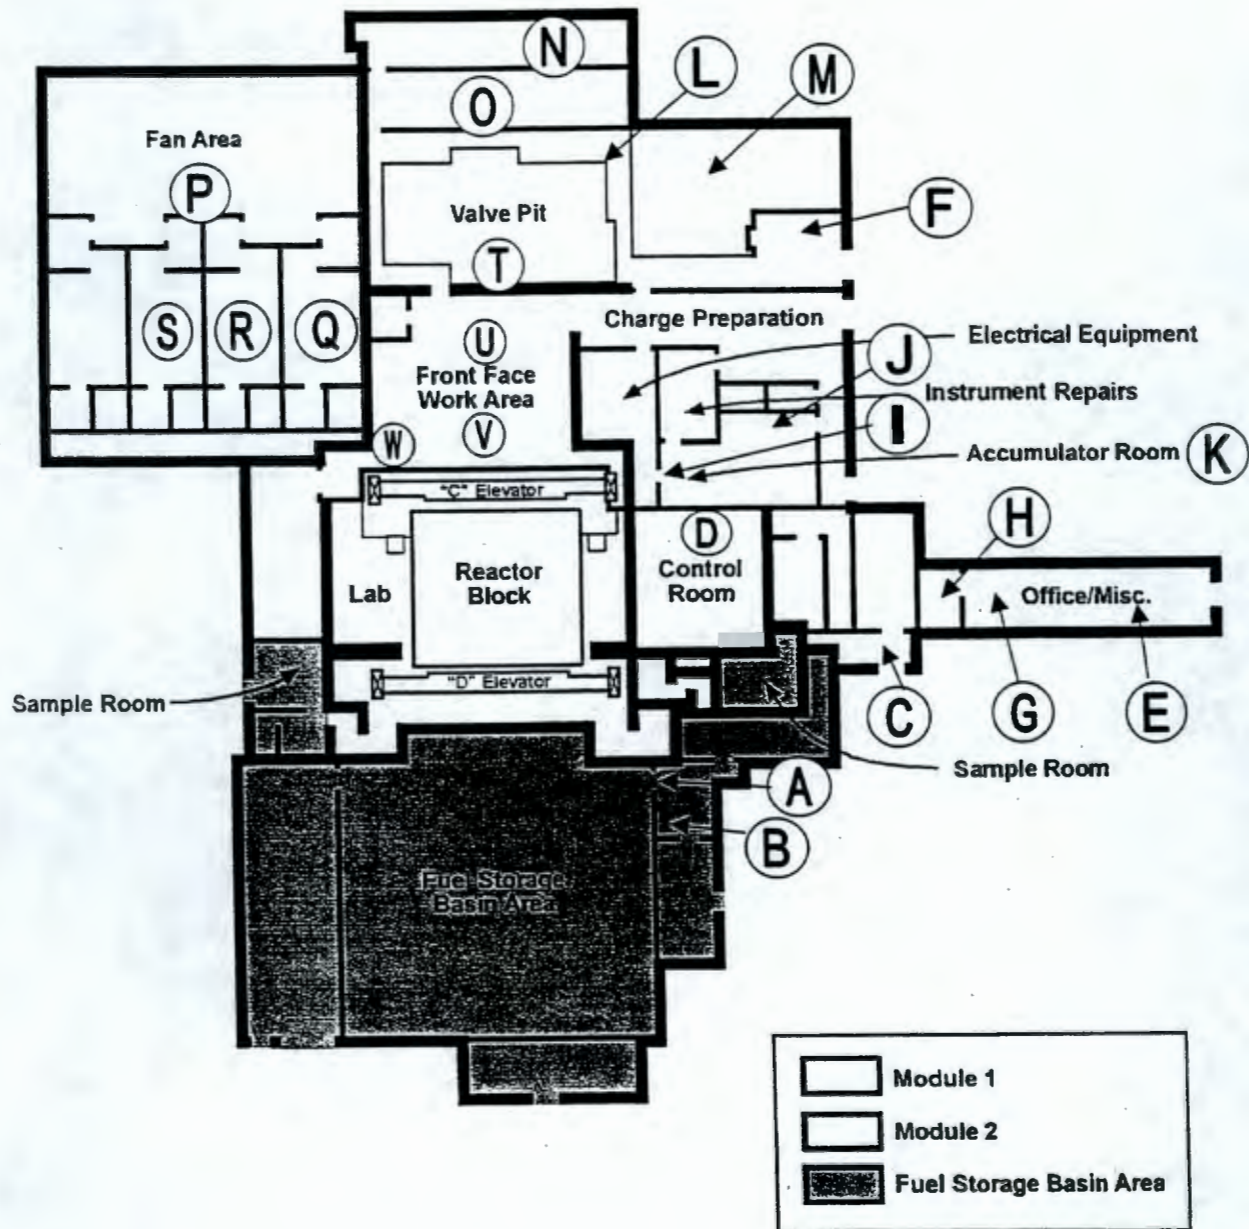 N
L
M
O
Fan Area
P
F
Valve Pit
T
S
R
Q
Charge Preparation
U
J
Electrical Equipment
Front Face
Work Area
Instrument Repairs
V
I
W
Accumulator Room
K
"C" Elevator
H
D
Control
Room
Reactor
Block
Lab
Office/Misc.
"D" Elevator
Sample Room
C
G
E
Sample Room
A
B
Fuel Storage
Basin Area
Module 1
Module 2
Fuel Storage Basin Area